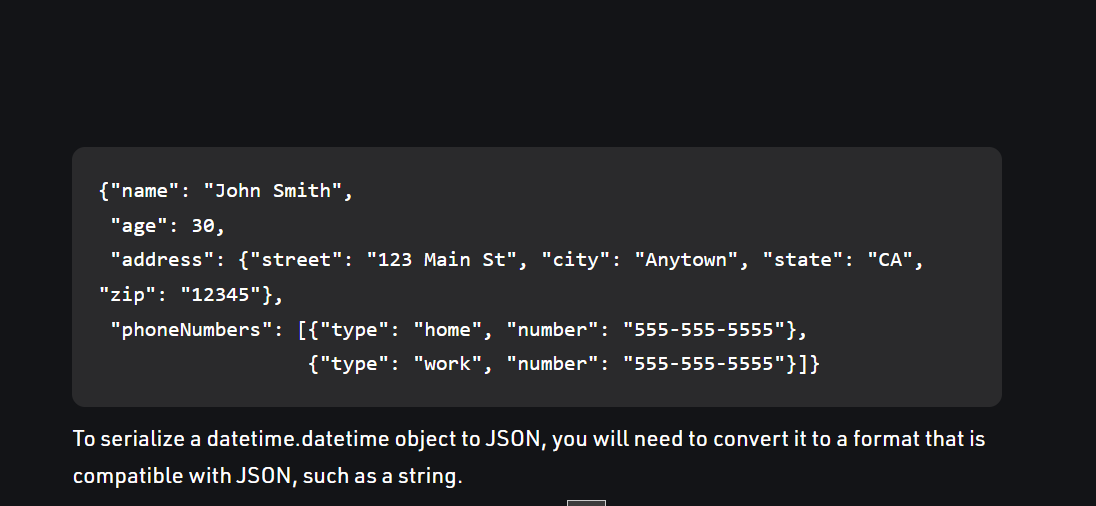 {"name": "John Smith",
"age": 30,
"address": {"street": "123 Main St", "city": "Anytown", "state": "CA",
"zip": "12345"},
"phoneNumbers": [{"type": "home", "number": "555-555-5555"},
{"type": "work", "number": "555-555-5555"}]}
To serialize a datetime.datetime object to JSON, you will need to convert it to a format that is
compatible with JSON, such as a string.